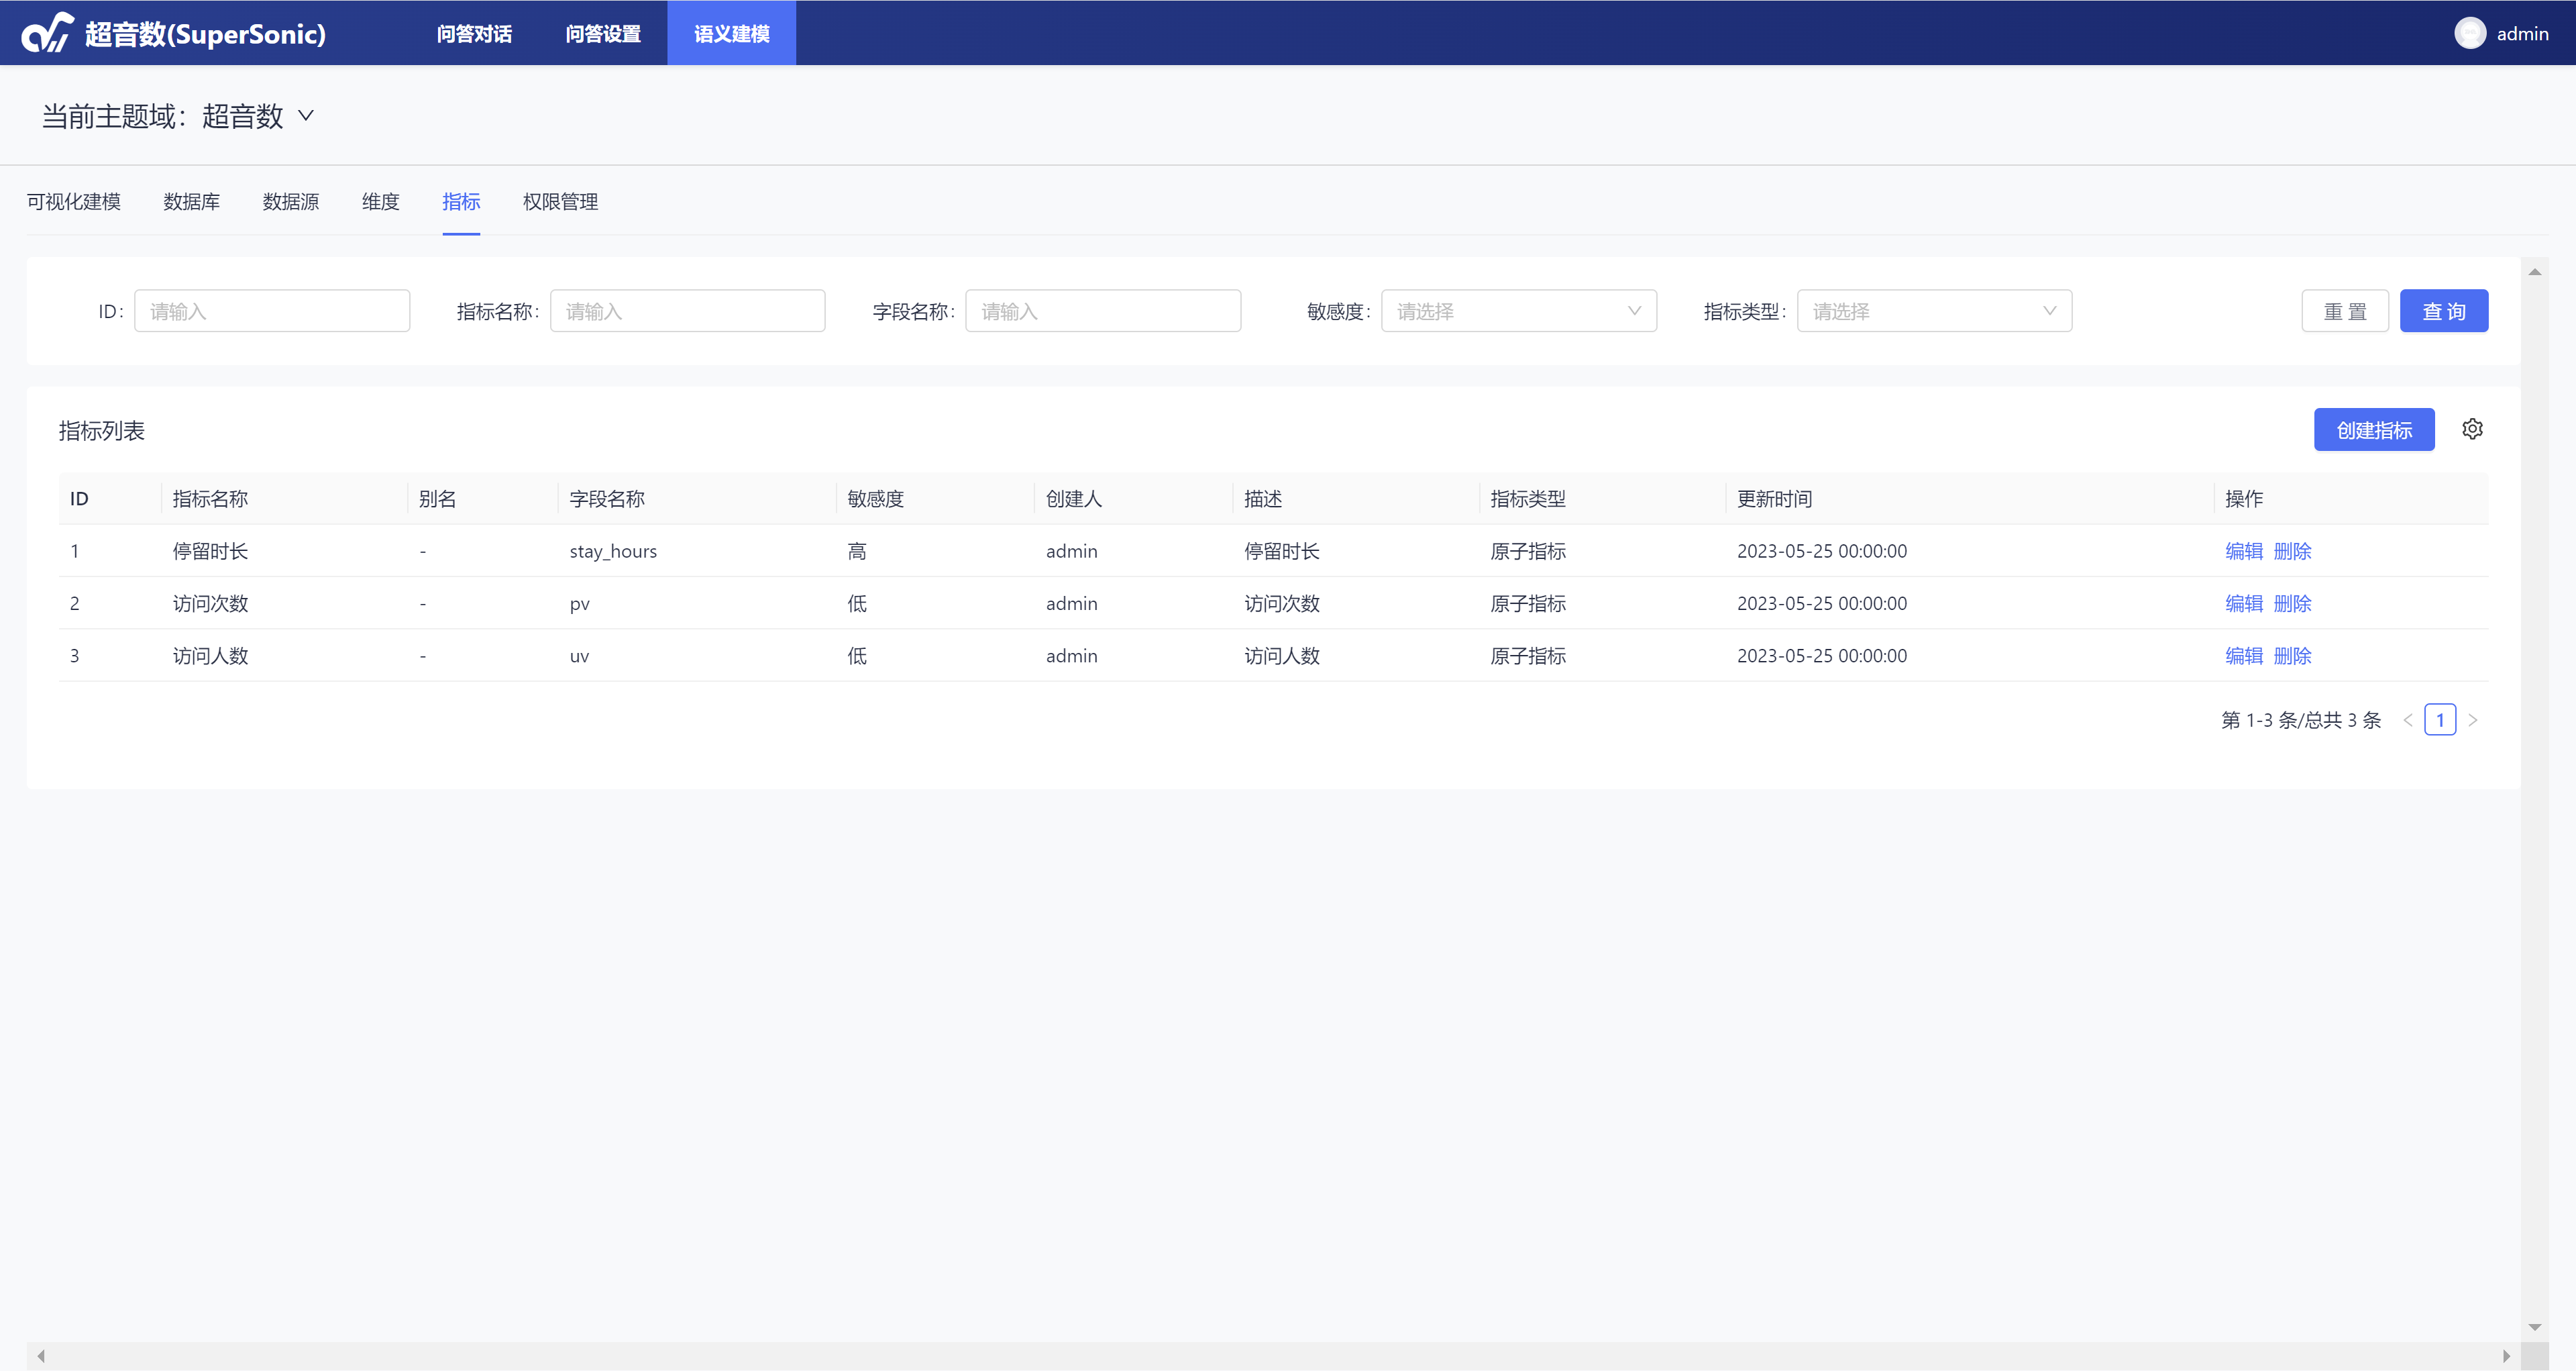 超音数(SuperSonic) 问答对话 问答设置 语义建模 admin
当前主题域：超音数
可视化建模 数据库 数据源 维度 指标 权限管理
ID: 请输入 指标名称: 请输入 字段名称: 请输入 敏感度: 请选择 指标类型: 请选择 重 置 查 询
指标列表 创建指标
ID 指标名称 别名 字段名称 敏感度 创建人 描述 指标类型 更新时间 操作
1 停留时长 - stay_hours 高 admin 停留时长 原子指标 2023-05-25 00:00:00 编辑 删除
2 访问次数 - pv 低 admin 访问次数 原子指标 2023-05-25 00:00:00 编辑 删除
3 访问人数 - uv 低 admin 访问人数 原子指标 2023-05-25 00:00:00 编辑 删除
第 1-3 条/总共 3 条 < 1 >